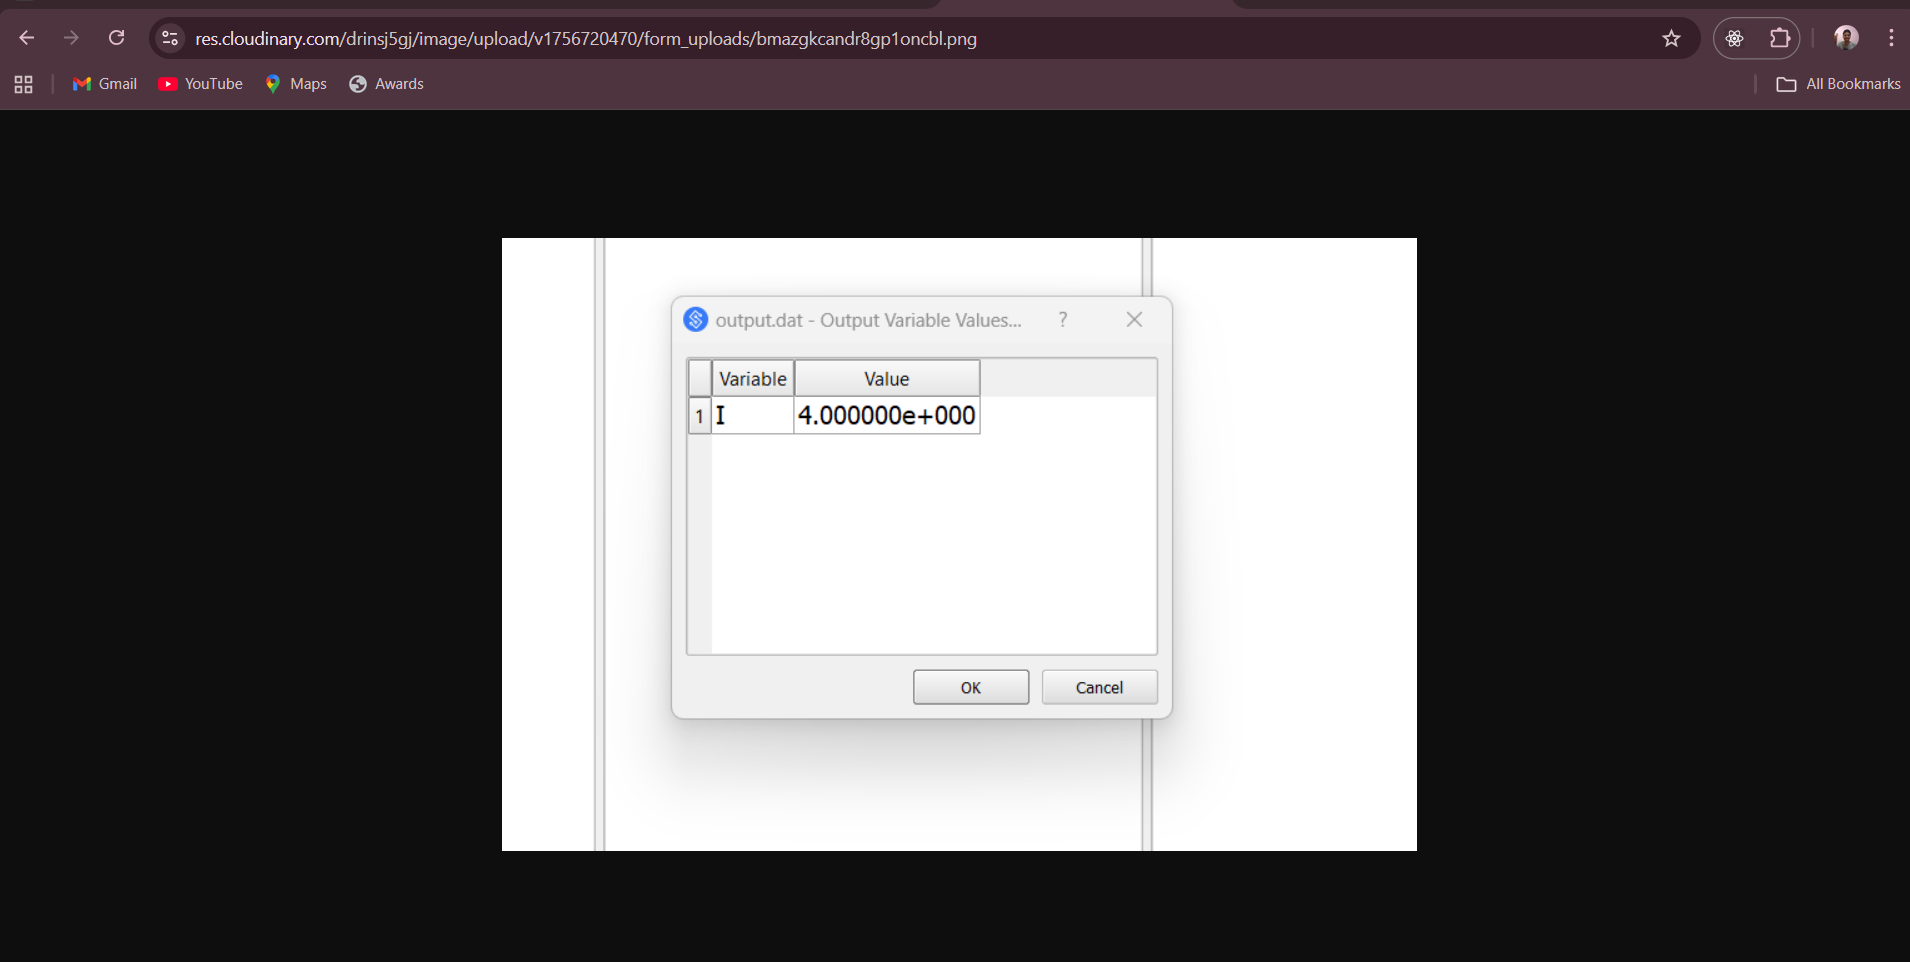 res.cloudinary.com/drinsj5gj/image/upload/v1756720470/form_uploads/bmazgkcandr8gp1oncbl.png
Gmail YouTube Maps Awards All Bookmarks
output.dat - Output Variable Values... ?
Variable Value
1 I 4.000000e+000
OK Cancel